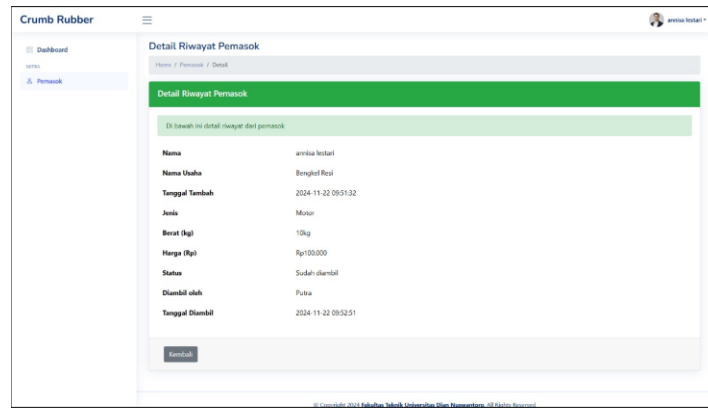 Crumb Rubber
annisa lestari
Dashboard
MITRA
Pemasok
Detail Riwayat Pemasok
Home / Pemasok / Detail
Detail Riwayat Pemasok
Di bawah ini detail riwayat dari pemasok
Nama annisa lestari
Nama Usaha Bengkel Resi
Tanggal Tambah 2024-11-22 09:51:32
Jenis Motor
Berat (kg) 10kg
Harga (Rp) Rp100.000
Status Sudah diambil
Diambil oleh Putra
Tanggal Diambil 2024-11-22 09:52:51
Kembali
© Copyright 2024 Fakultas Teknik Universitas Dian Nuswantoro. All Rights Reserved